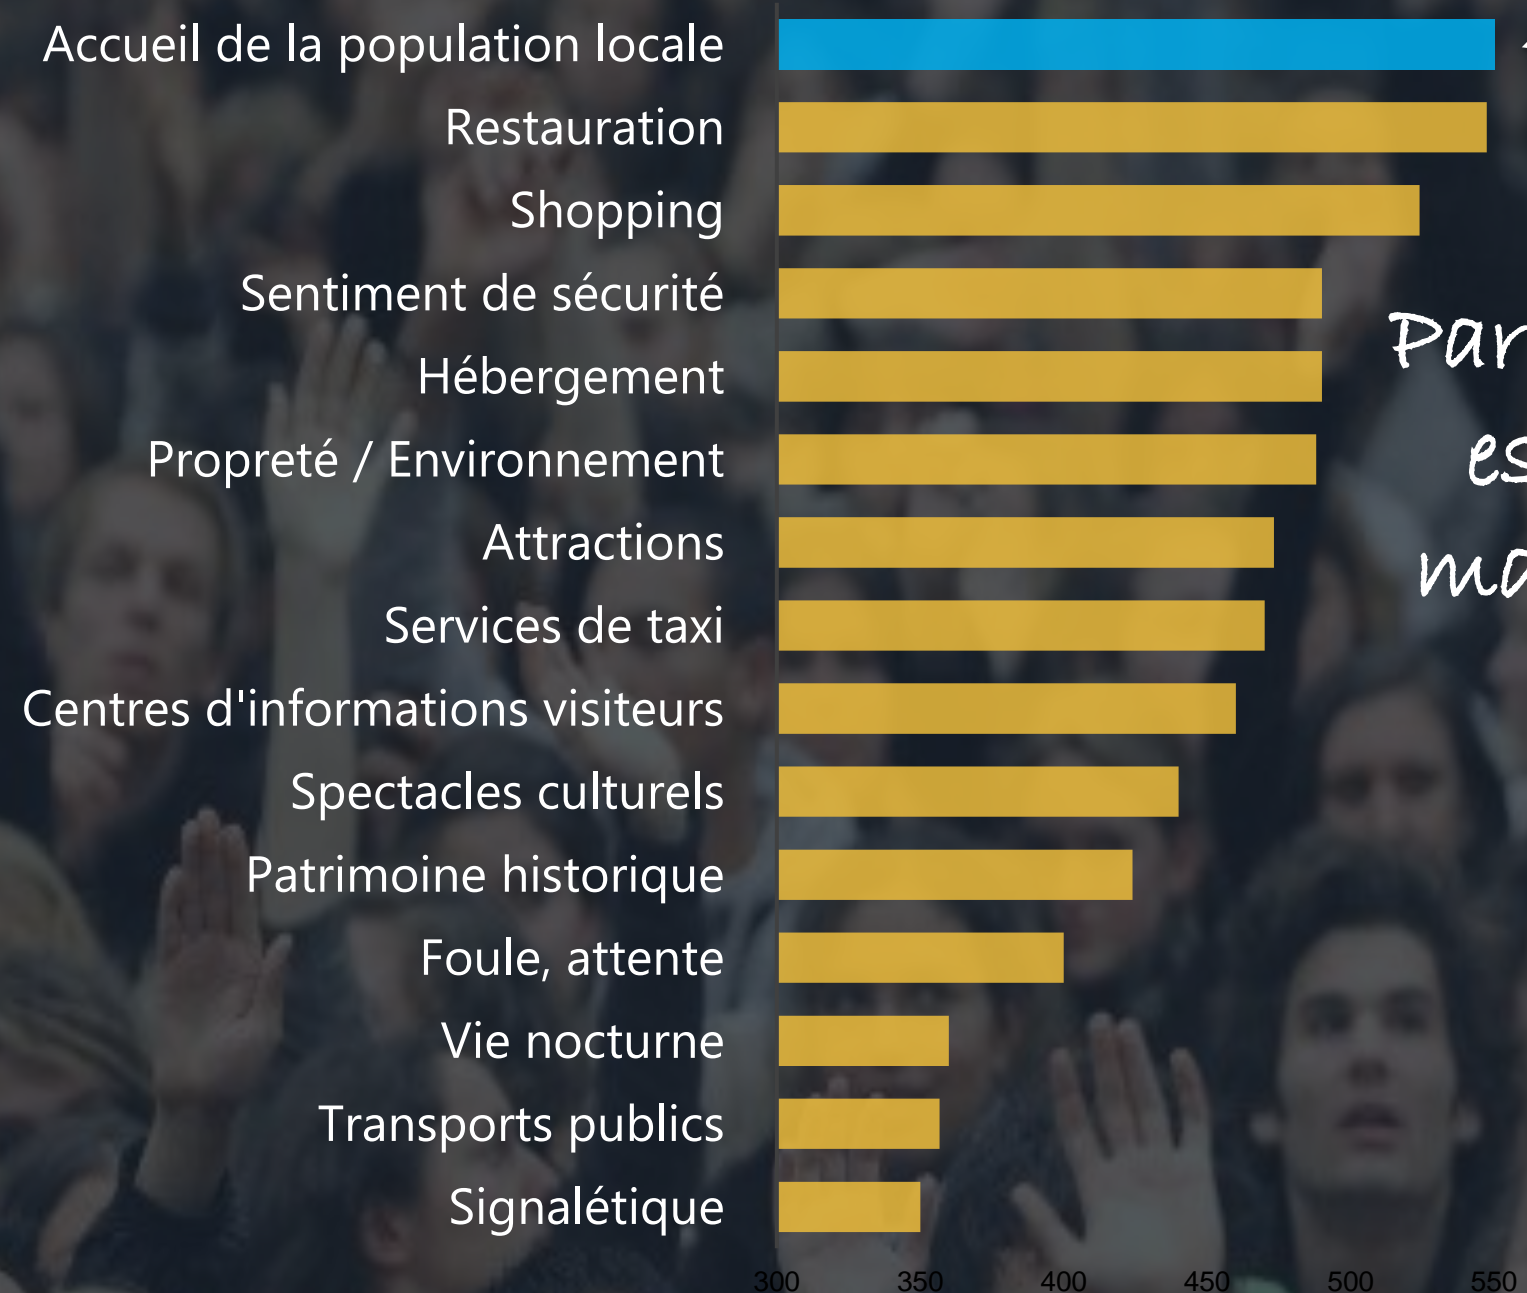 Accueil de la population locale
Restauration
Shopping
Sentiment de sécurité
Hébergement
Propreté / Environnement
Attractions
Services de taxi
Centres d'informations visiteurs
Spectacles culturels
Patrimoine historique
Foule, attente
Vie nocturne
Transports publics
Signalétique
300 350 400 450 500 550